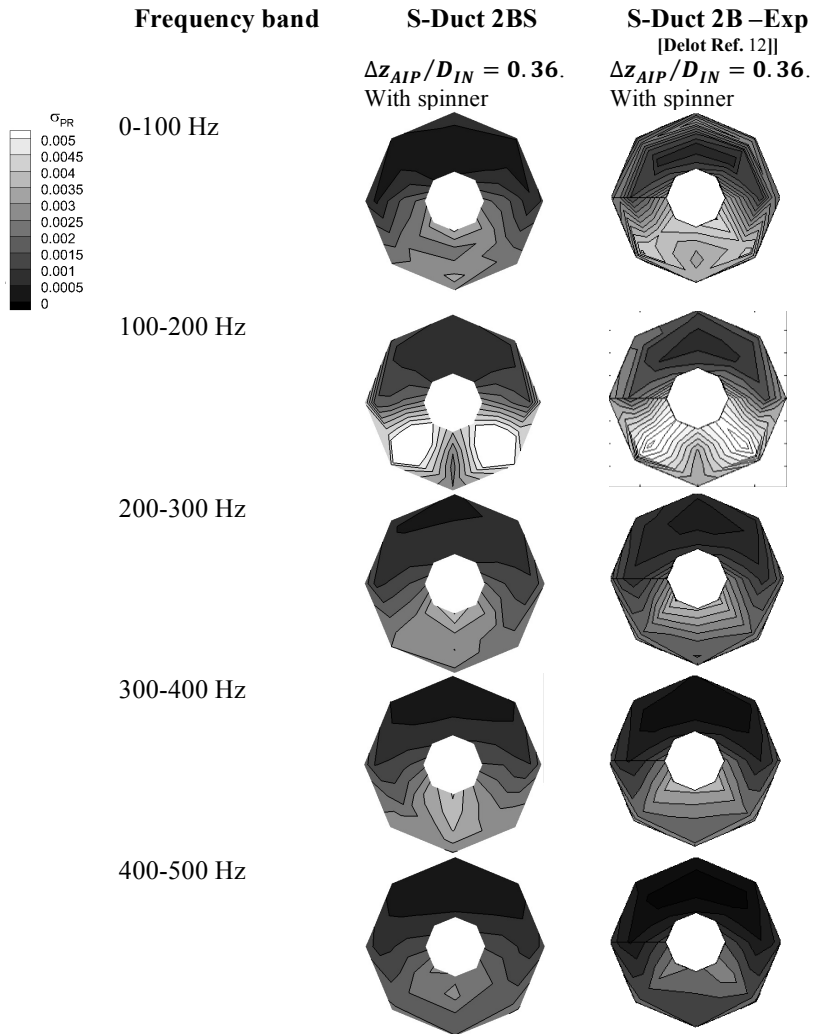 Frequency band
S-Duct 2BS
S-Duct 2B –Exp
[Delot Ref. 12]]
Δz_AIP/D_IN = 0.36.
With spinner
Δz_AIP/D_IN = 0.36.
With spinner
σPR
0.005
0.0045
0.004
0.0035
0.003
0.0025
0.002
0.0015
0.001
0.0005
0
0-100 Hz
100-200 Hz
200-300 Hz
300-400 Hz
400-500 Hz